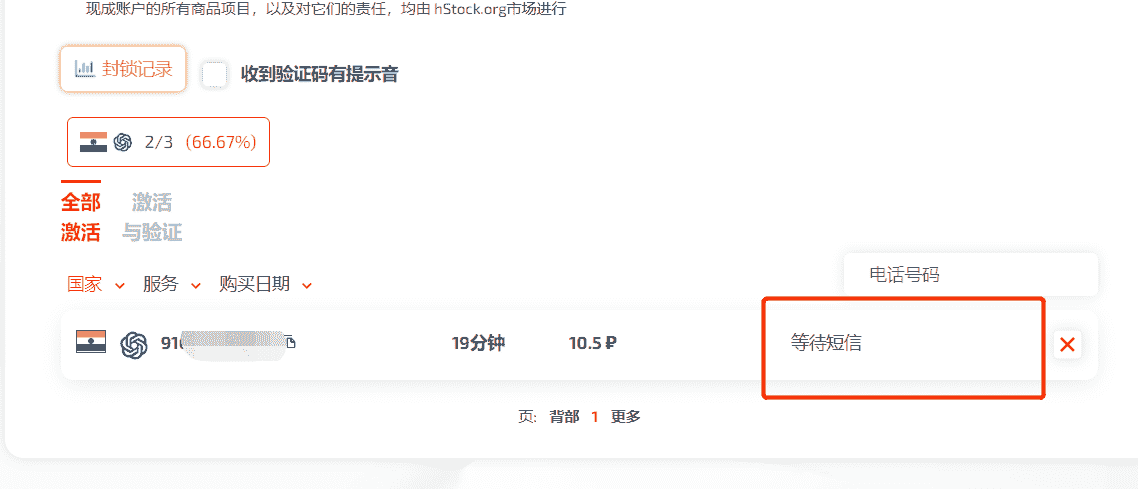 现成账户的所有商品项目，以及对它们的责任，均由 hStock.org市场进行
封锁记录
收到验证码有提示音
2/3 (66.67%)
全部 激活
激活 与验证
国家 服务 购买日期
电话号码
910
19分钟 10.5 ₽ 等待短信
页: 背部 1 更多